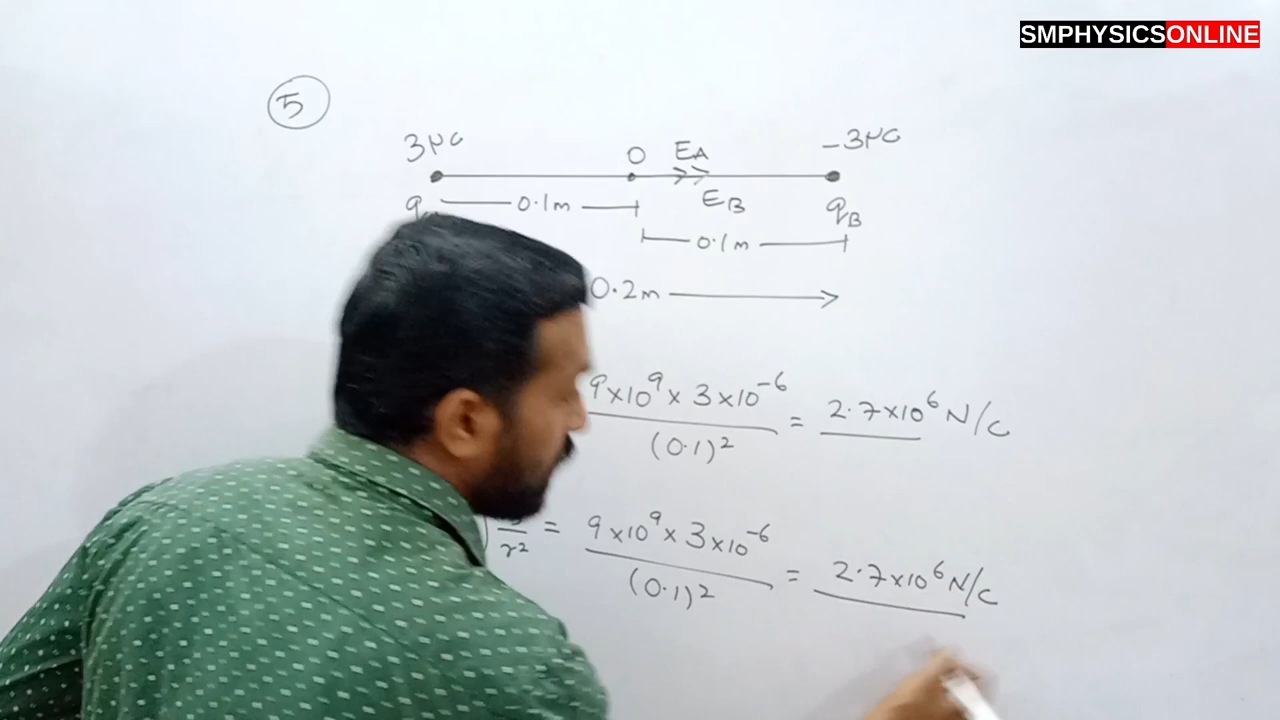 SMPHYSICSONLINE
5
3μC O EA -3μC
q 0.1m EB qB
0.1m
0.2m
9×10⁹ × 3×10⁻⁶ / (0.1)² = 2.7×10⁶ N/C
/ r² = 9×10⁹ × 3×10⁻⁶ / (0.1)² = 2.7×10⁶ N/C